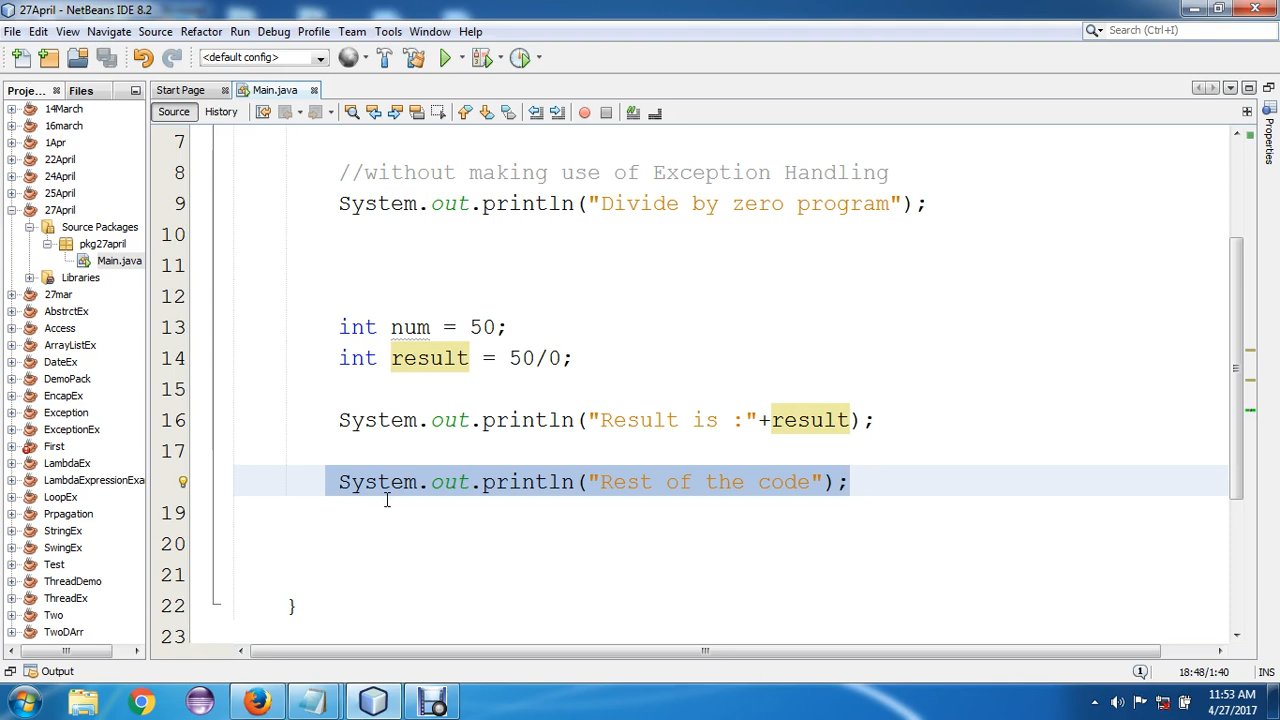 27April - NetBeans IDE 8.2
File Edit View Navigate Source Refactor Run Debug Profile Team Tools Window Help
Search (Ctrl+I)
<default config>
Proje... Files
Start Page Main.java
Source History
14March
16march
1Apr
22April
24April
25April
27April
Source Packages
pkg27april
Main.java
Libraries
27mar
AbstrctEx
Access
ArrayListEx
DateEx
DemoPack
EncapEx
Exception
ExceptionEx
First
LambdaEx
LambdaExpressionExa
LoopEx
Prpagation
StringEx
SwingEx
Test
ThreadDemo
ThreadEx
Two
TwoDArr
7
8 //without making use of Exception Handling
9 System.out.println("Divide by zero program");
10
11
12
13 int num = 50;
14 int result = 50/0;
15
16 System.out.println("Result is :"+result);
17
System.out.println("Rest of the code");
19
20
21
22 }
23
Properties
Output
1
18:48/1:40 INS
11:53 AM
4/27/2017